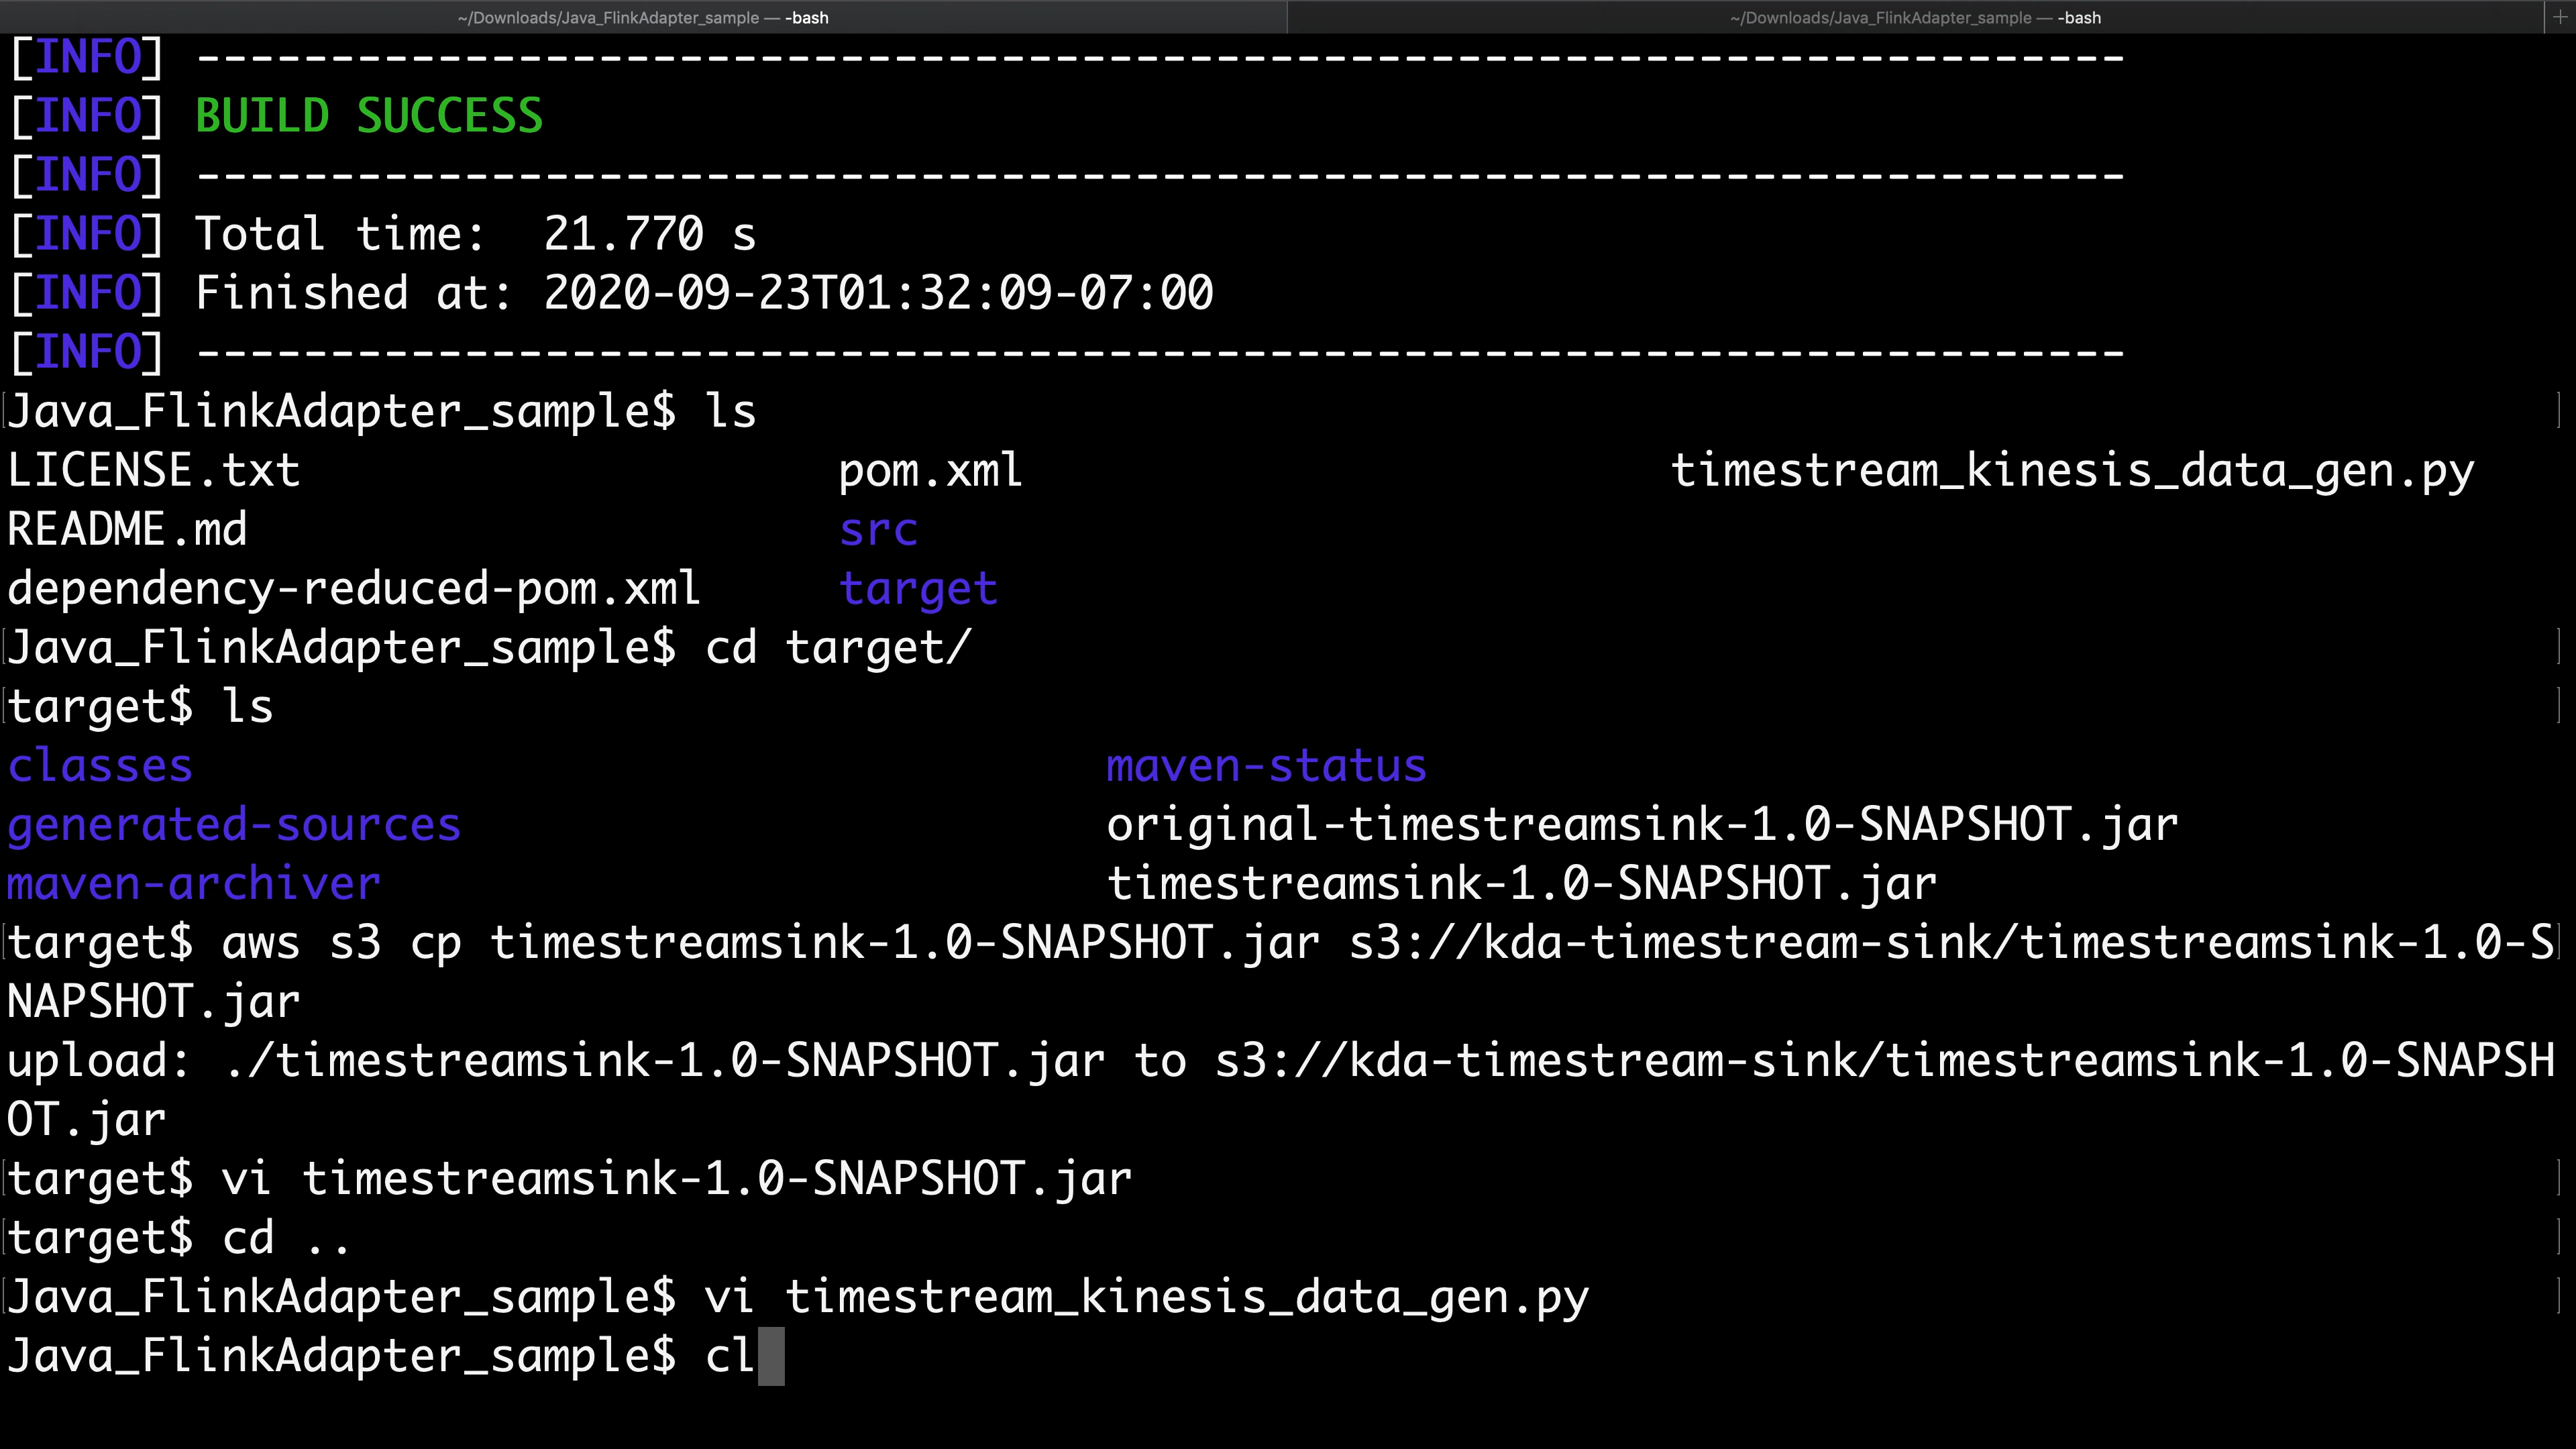 ~/Downloads/Java_FlinkAdapter_sample — -bash ~/Downloads/Java_FlinkAdapter_sample — -bash +
[INFO] ------------------------------------------------------------------------
[INFO] BUILD SUCCESS
[INFO] ------------------------------------------------------------------------
[INFO] Total time:  21.770 s
[INFO] Finished at: 2020-09-23T01:32:09-07:00
[INFO] ------------------------------------------------------------------------
Java_FlinkAdapter_sample$ ls
LICENSE.txt pom.xml timestream_kinesis_data_gen.py
README.md src
dependency-reduced-pom.xml target
Java_FlinkAdapter_sample$ cd target/
target$ ls
classes maven-status
generated-sources original-timestreamsink-1.0-SNAPSHOT.jar
maven-archiver timestreamsink-1.0-SNAPSHOT.jar
target$ aws s3 cp timestreamsink-1.0-SNAPSHOT.jar s3://kda-timestream-sink/timestreamsink-1.0-S
NAPSHOT.jar
upload: ./timestreamsink-1.0-SNAPSHOT.jar to s3://kda-timestream-sink/timestreamsink-1.0-SNAPSH
OT.jar
target$ vi timestreamsink-1.0-SNAPSHOT.jar
target$ cd ..
Java_FlinkAdapter_sample$ vi timestream_kinesis_data_gen.py
Java_FlinkAdapter_sample$ cl